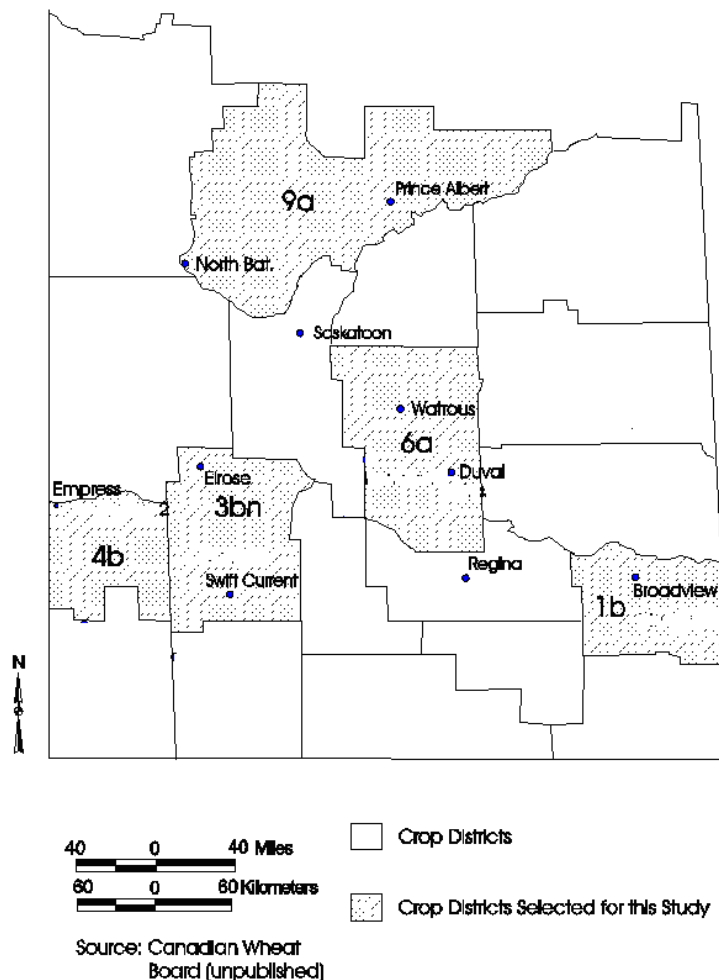 Prince Albert
9a
North Bat.
Saskatoon
Watrous
6a
Elrose
Duval
Empress
3bn
2
4b
Regina
Swift Current
Broadview
1b
N
40 0 40 Miles
60 0 60 Kilometers
Crop Districts
Crop Districts Selected for this Study
Source: Canadian Wheat
Board (unpublished)